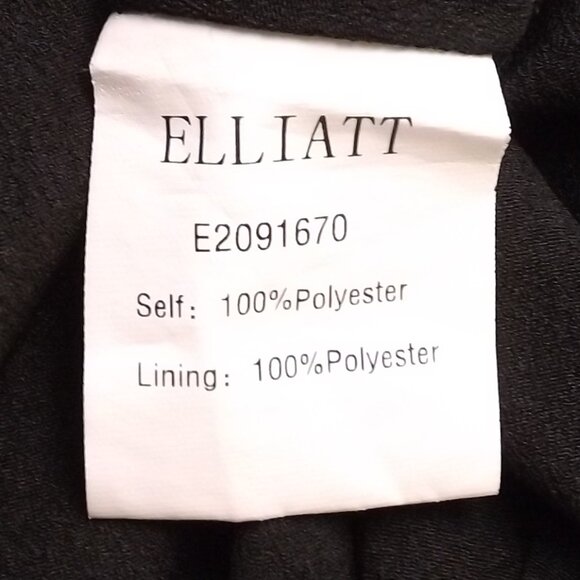 ELLIATT
E2091670
Self: 100%Polyester
Lining: 100%Polyester